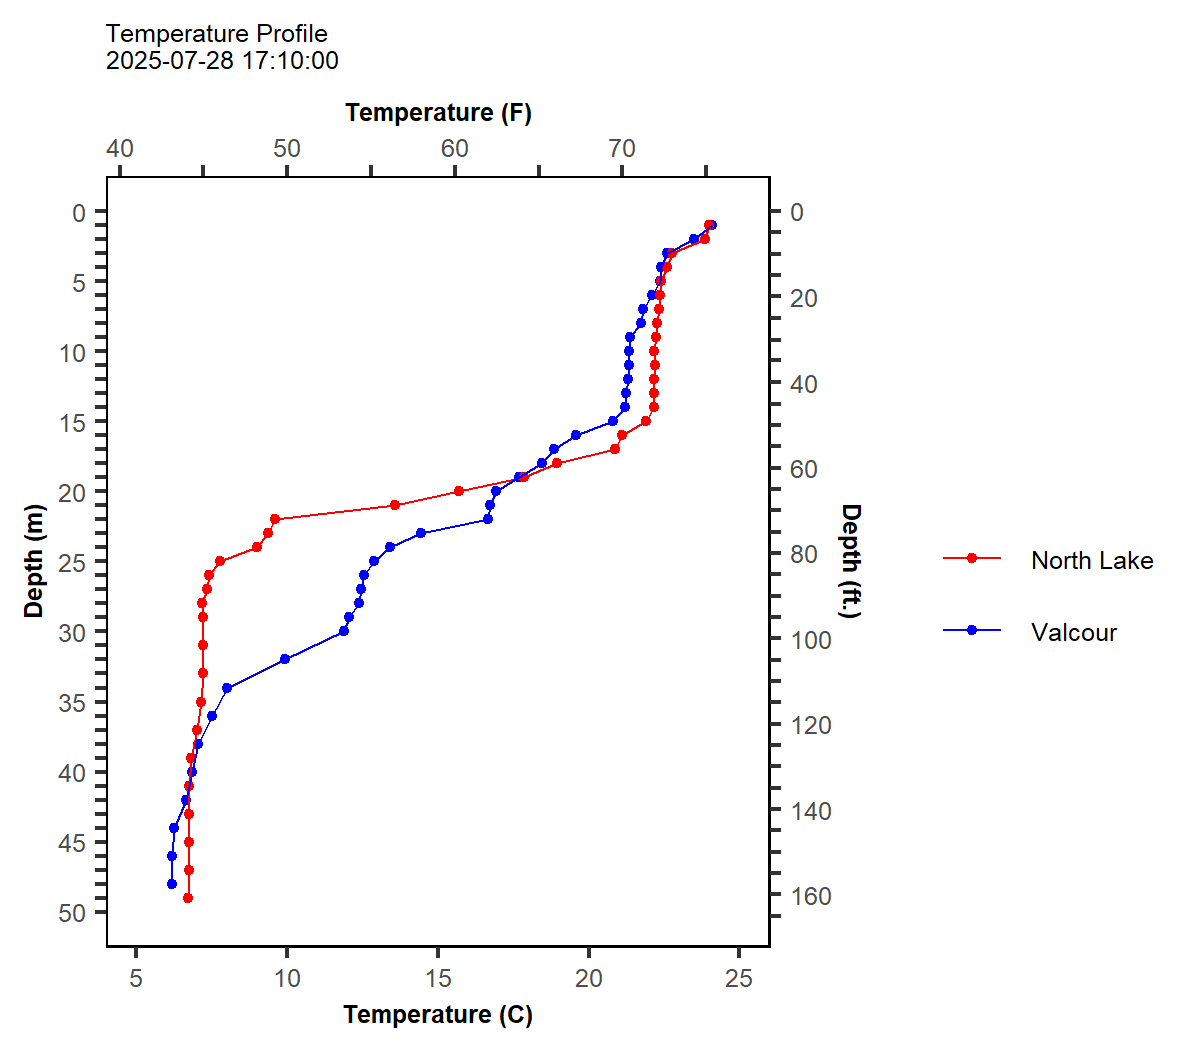 Temperature Profile
2025-07-28 17:10:00
Temperature (F)
40 50 60 70
0
5
10
15
20
25
30
35
40
45
50
Depth (m)
0
20
40
60
80
100
120
140
160
Depth (ft.)
North Lake
Valcour
5 10 15 20 25
Temperature (C)